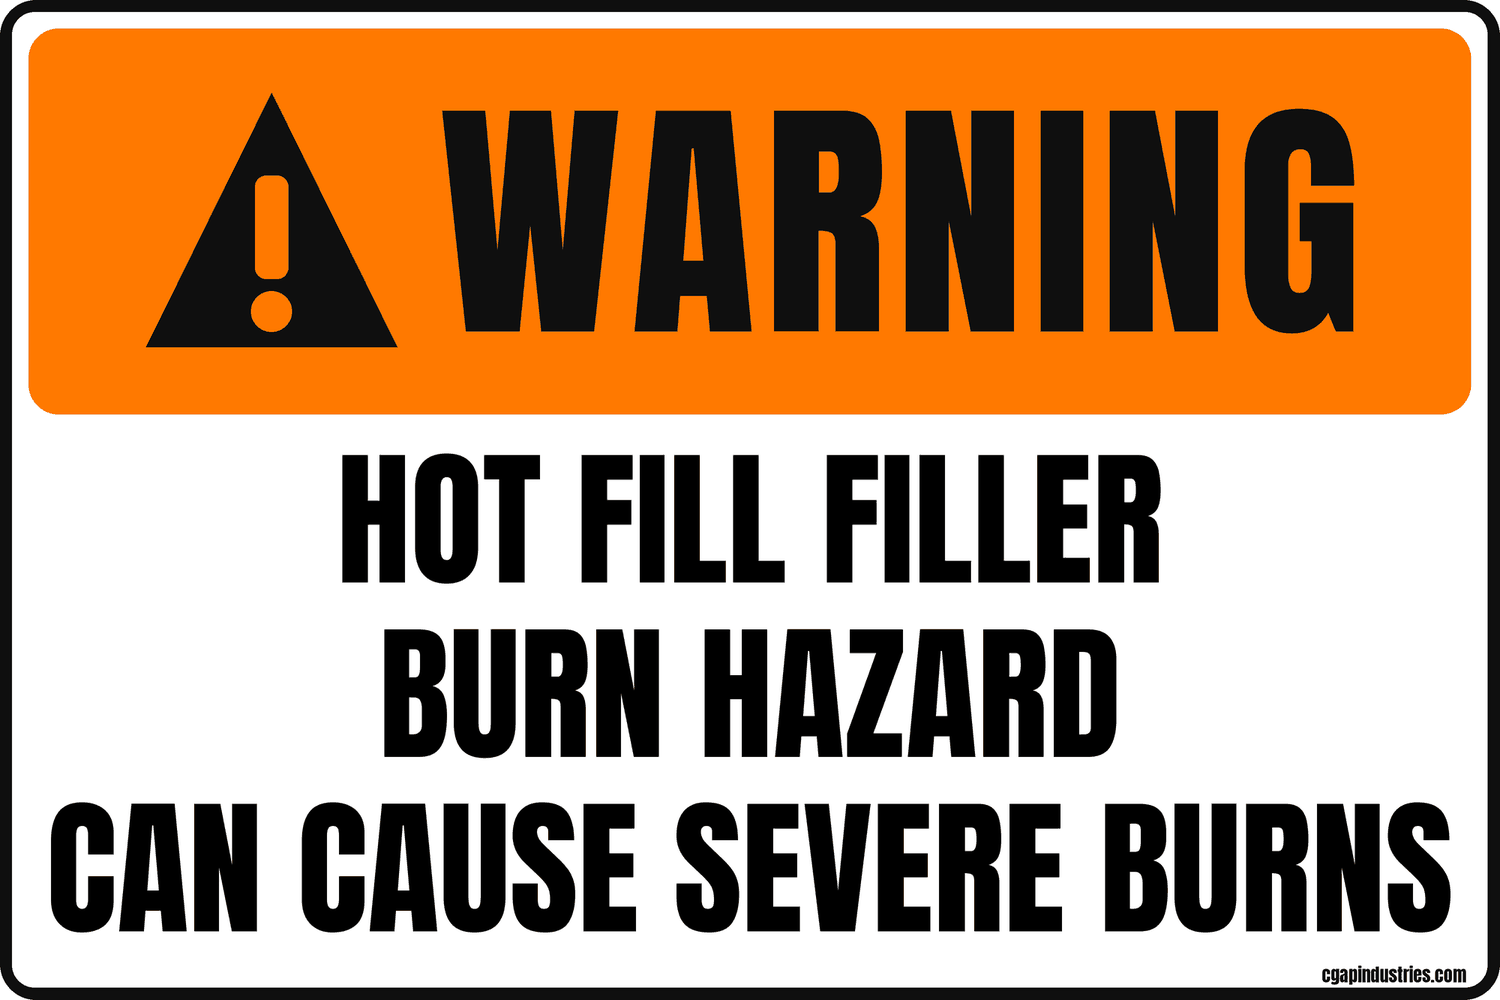 WARNING
HOT FILL FILLER
BURN HAZARD
CAN CAUSE SEVERE BURNS
cgapindustries.com